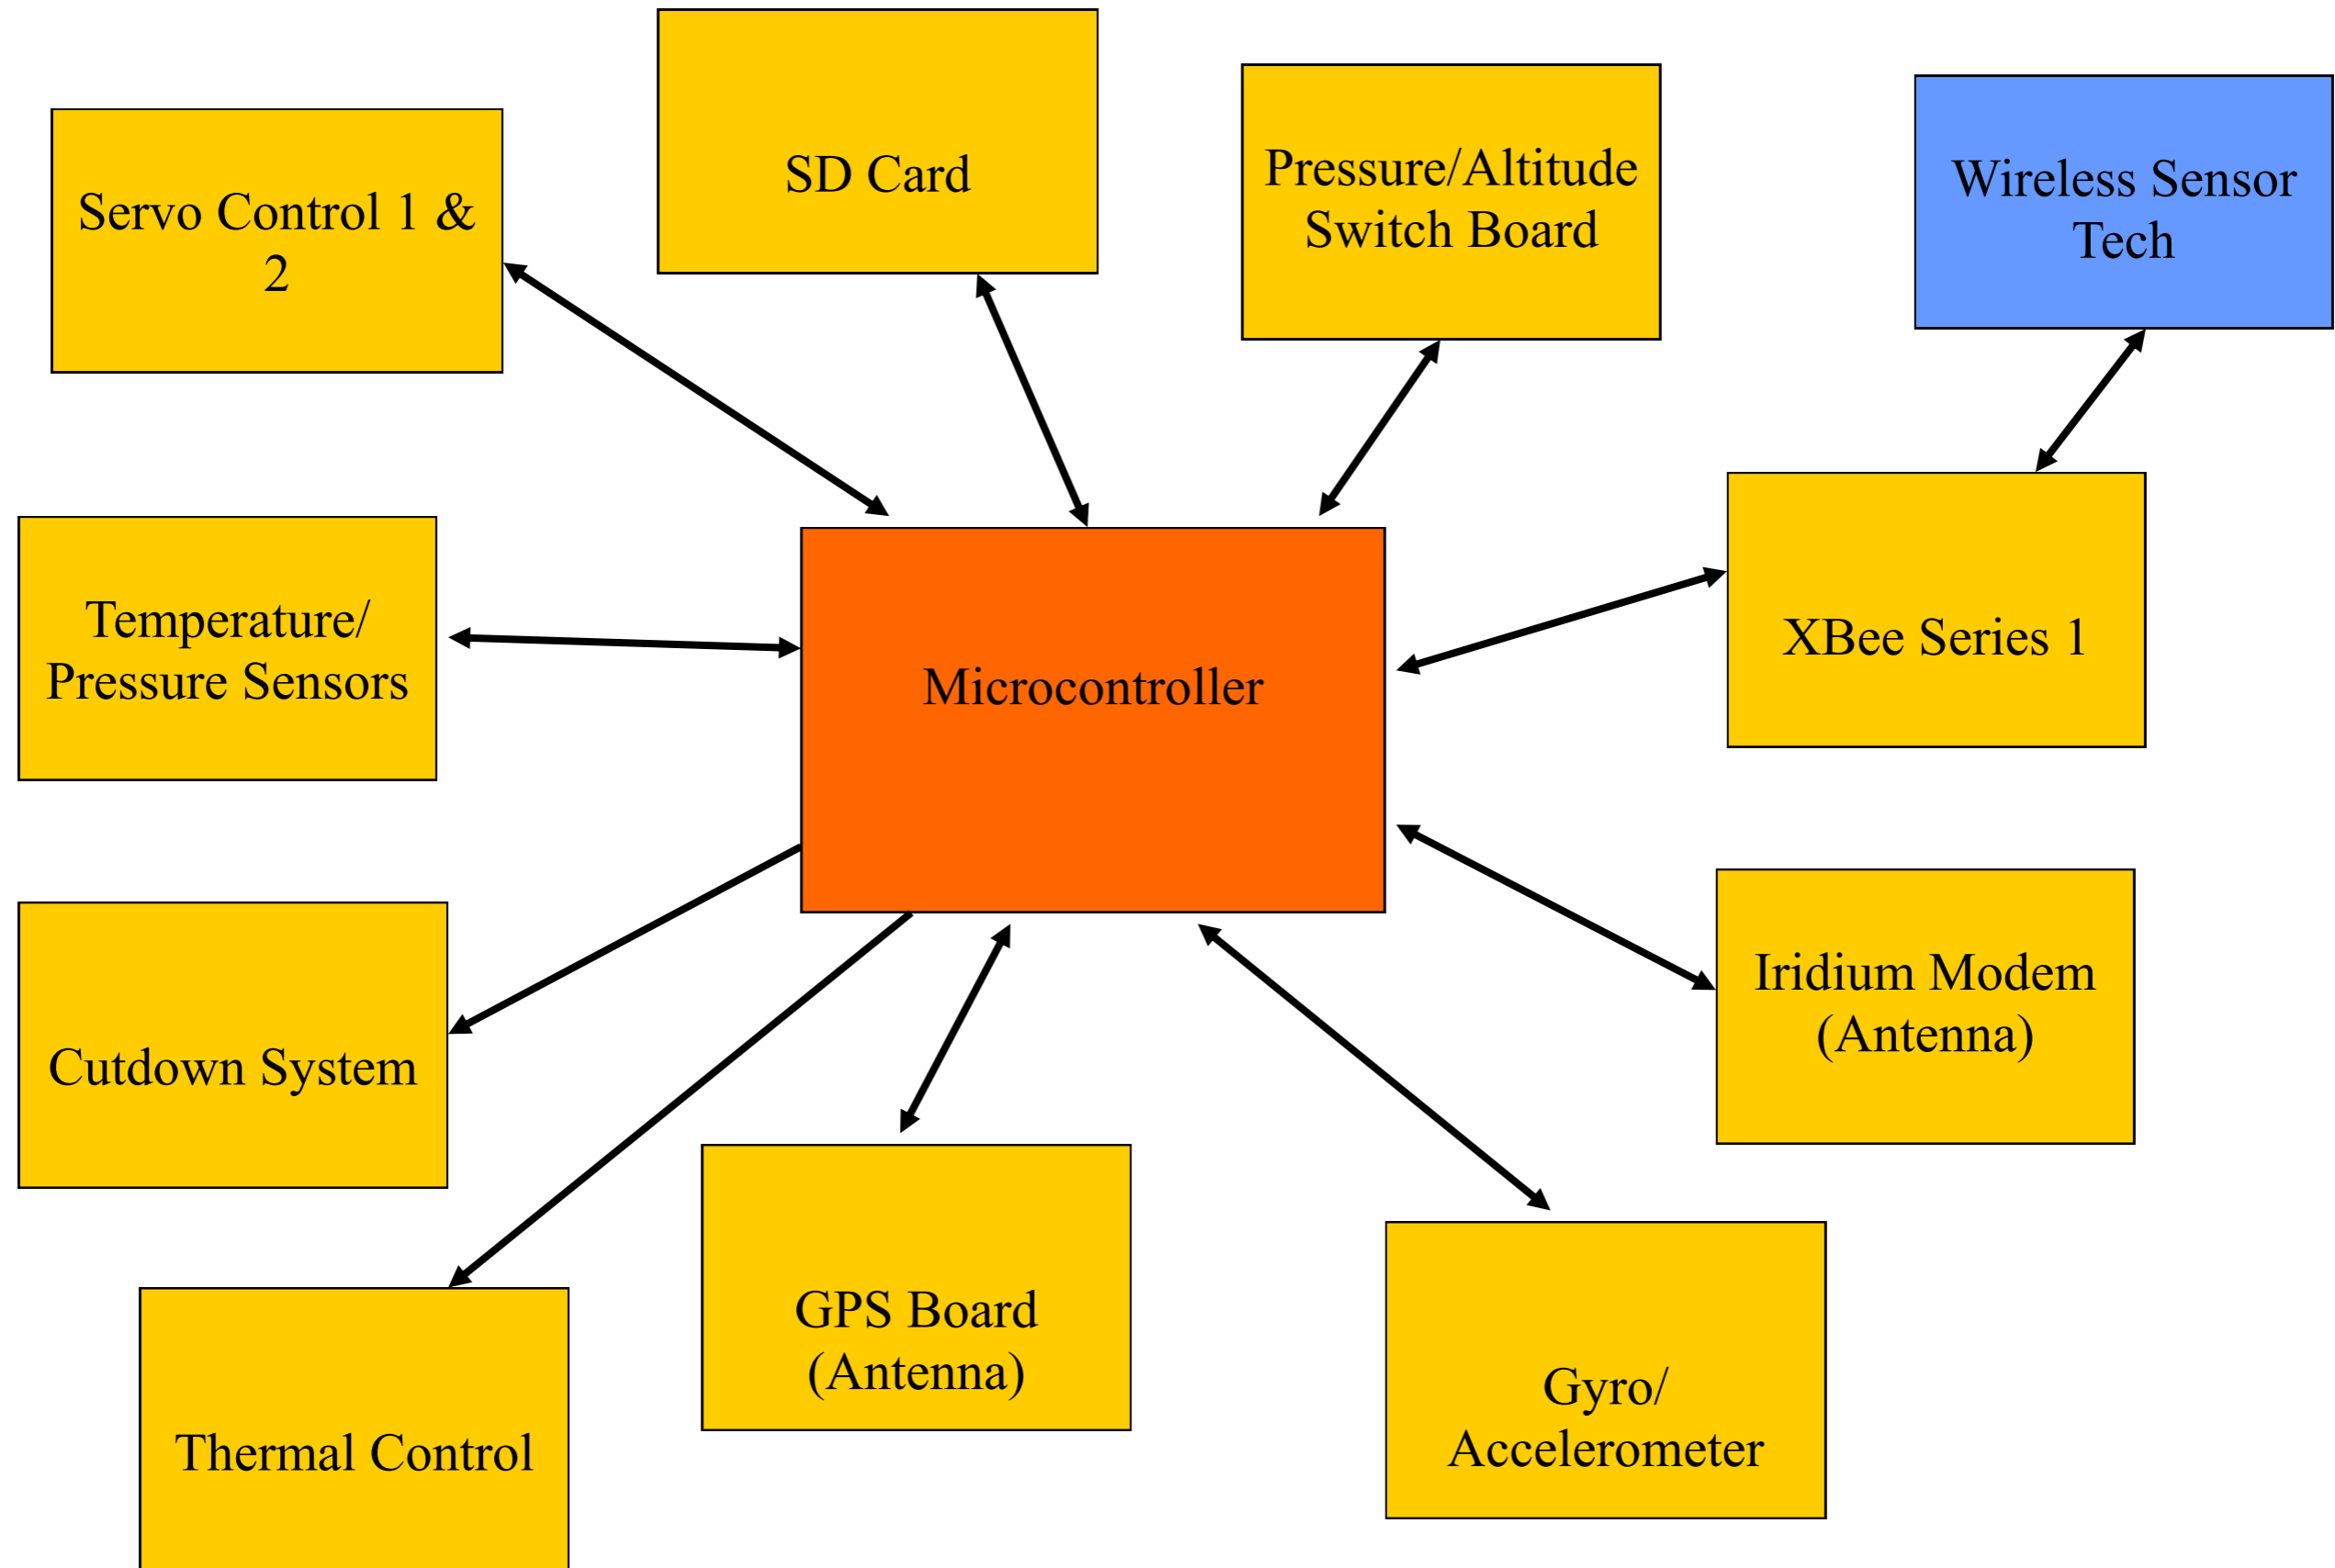 Servo Control 1 &
2
SD Card
Pressure/Altitude
Switch Board
Wireless Sensor
Tech
Temperature/
Pressure Sensors
Microcontroller
XBee Series 1
Cutdown System
Iridium Modem
(Antenna)
Thermal Control
GPS Board
(Antenna)
Gyro/
Accelerometer